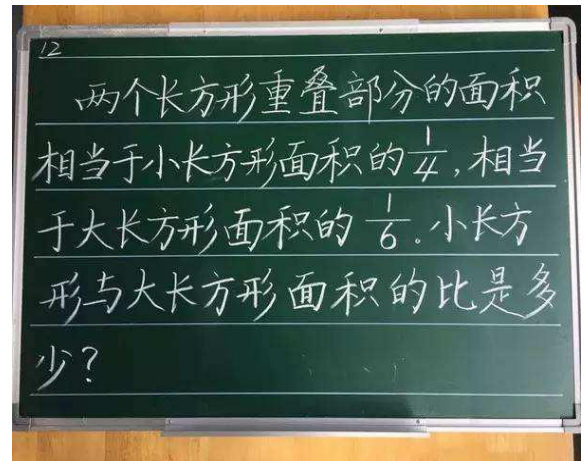 12
两个长方形重叠部分的面积
相当于小长方形面积的1/4,相当
于大长方形面积的1/6。小长方
形与大长方形面积的比是多
少?